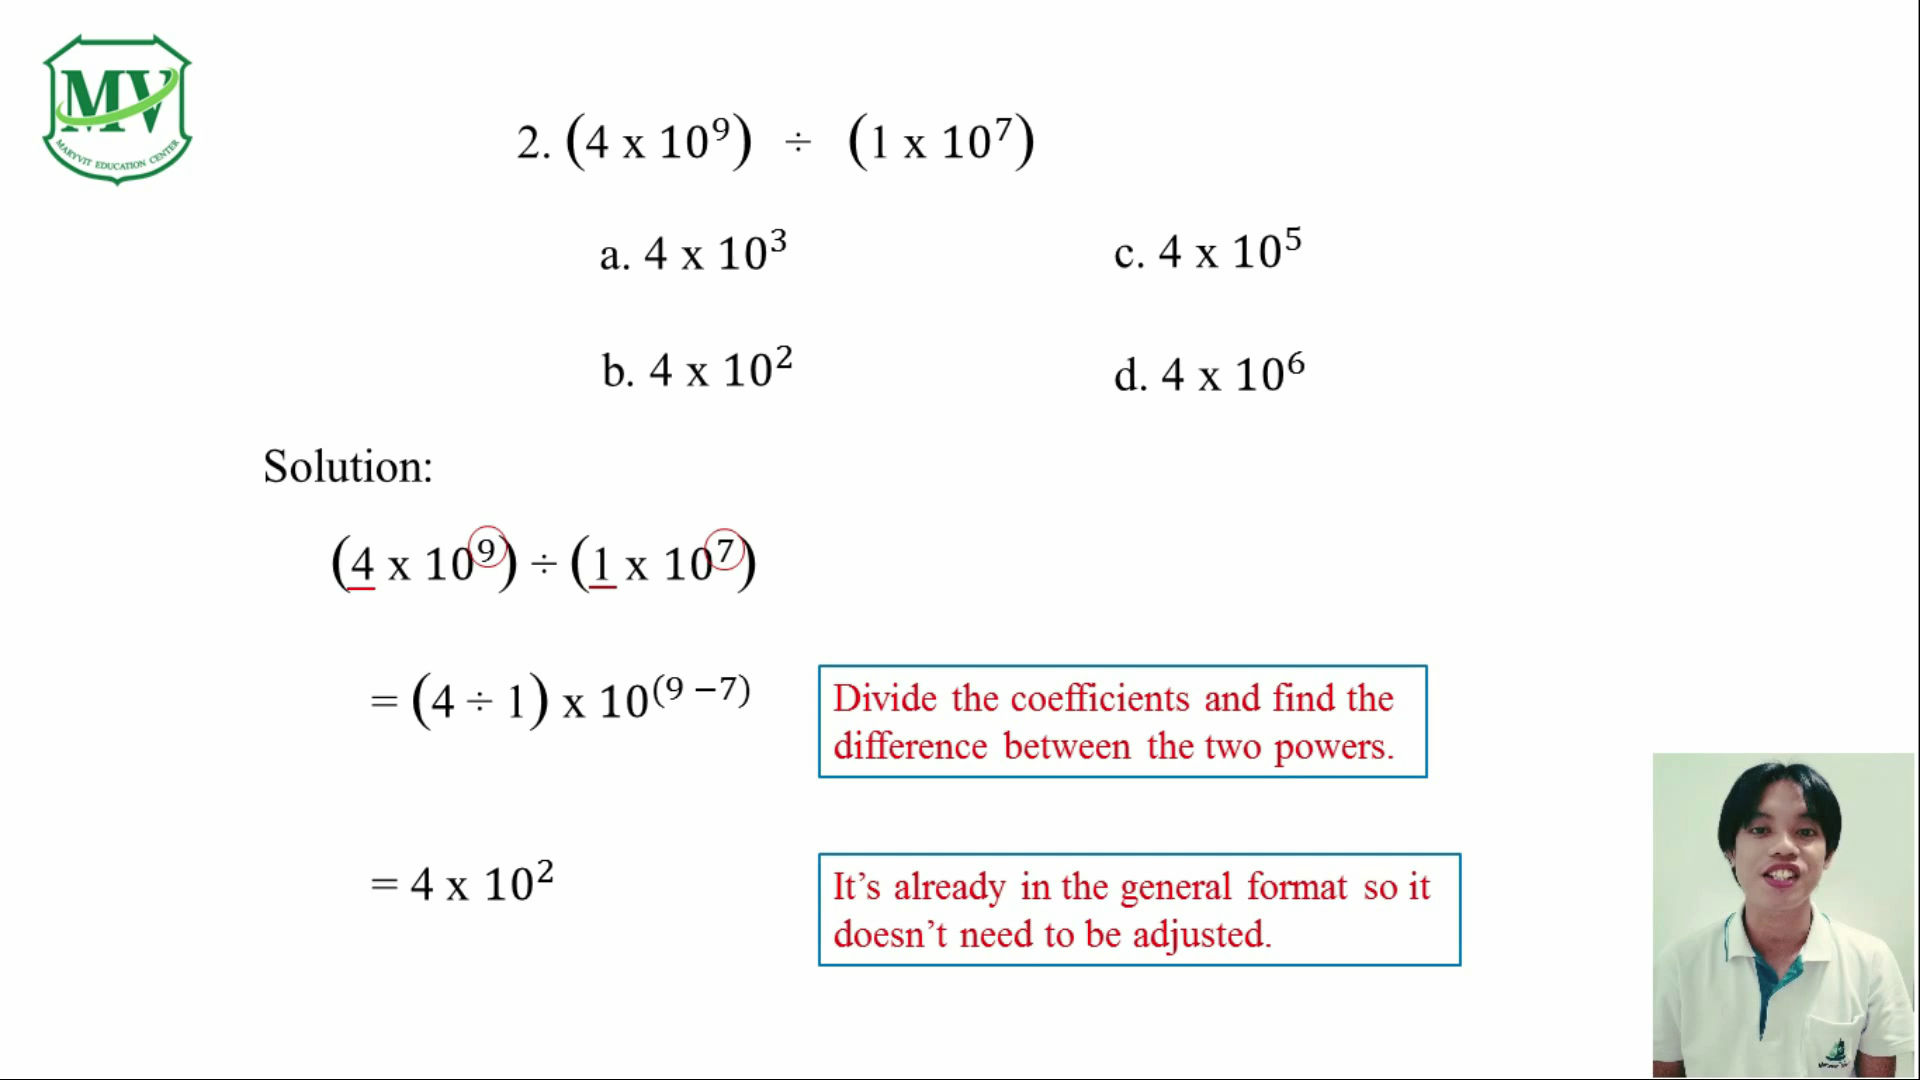 MV
MARYVIT EDUCATION CENTER
2. (4 x 10⁹) ÷ (1 x 10⁷)
a. 4 x 10³
c. 4 x 10⁵
b. 4 x 10²
d. 4 x 10⁶
Solution:
(4 x 10⁹) ÷ (1 x 10⁷)
= (4 ÷ 1) x 10⁽⁹ ⁻⁷⁾
Divide the coefficients and find the
difference between the two powers.
= 4 x 10²
It’s already in the general format so it
doesn’t need to be adjusted.